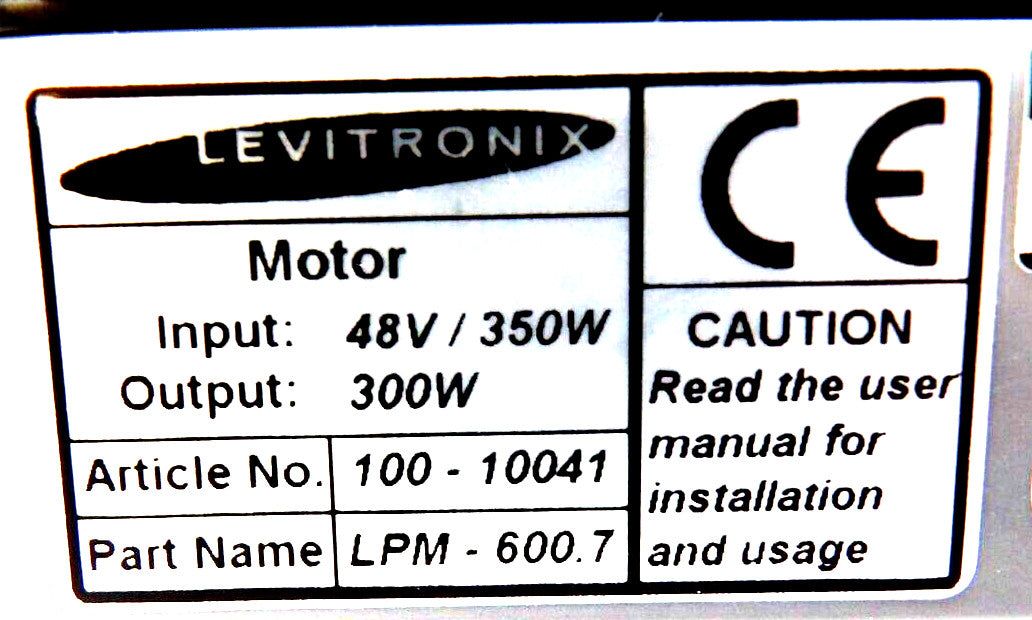 LEVITRONIX
Motor
Input: 48V / 350W
Output: 300W
Article No. 100 - 10041
Part Name LPM - 600.7
CE
CAUTION
Read the user
manual for
installation
and usage